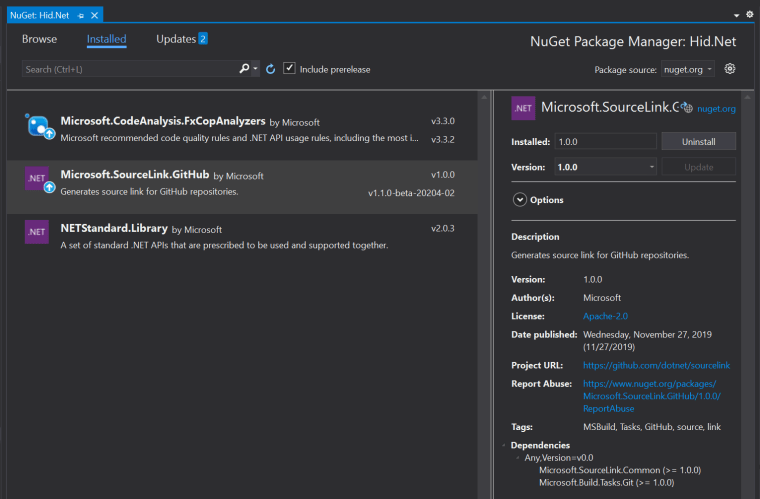 NuGet: Hid.Net
Browse Installed Updates 2
NuGet Package Manager: Hid.Net
Search (Ctrl+L)
Include prerelease
Package source: nuget.org
Microsoft.CodeAnalysis.FxCopAnalyzers by Microsoft v3.3.0
Microsoft recommended code quality rules and .NET API usage rules, including the most i... v3.3.2
.NET
Microsoft.SourceLink.GitHub by Microsoft v1.0.0
Generates source link for GitHub repositories. v1.1.0-beta-20204-02
.NET
NETStandard.Library by Microsoft v2.0.3
A set of standard .NET APIs that are prescribed to be used and supported together.
.NET
Microsoft.SourceLink.G nuget.org
Installed: 1.0.0 Uninstall
Version: 1.0.0 Update
Options
Description
Generates source link for GitHub repositories.
Version: 1.0.0
Author(s): Microsoft
License: Apache-2.0
Date published: Wednesday, November 27, 2019
(11/27/2019)
Project URL: https://github.com/dotnet/sourcelink
Report Abuse: https://www.nuget.org/packages/
Microsoft.SourceLink.GitHub/1.0.0/
ReportAbuse
Tags: MSBuild, Tasks, GitHub, source, link
Dependencies
Any,Version=v0.0
Microsoft.SourceLink.Common (>= 1.0.0)
Microsoft.Build.Tasks.Git (>= 1.0.0)